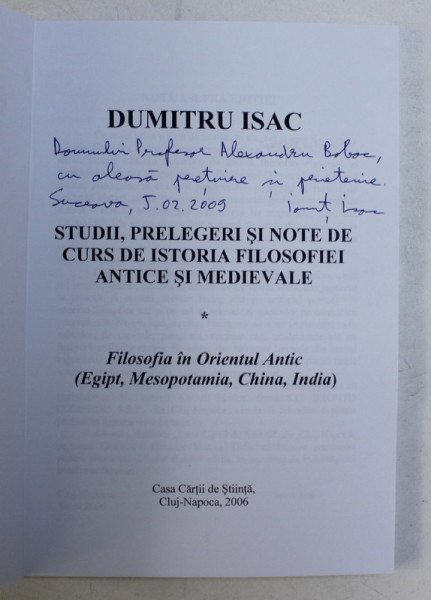 DUMITRU ISAC
Domnului Profesor Alexandru Boboc,
cu aleasă prețuire și prietenie.
Suceava, 5.02.2009 Ionuț Isac
STUDII, PRELEGERI ŞI NOTE DE
CURS DE ISTORIA FILOSOFIEI
ANTICE ŞI MEDIEVALE
*
Filosofia în Orientul Antic
(Egipt, Mesopotamia, China, India)
Casa Cărţii de Ştiinţă,
Cluj-Napoca, 2006